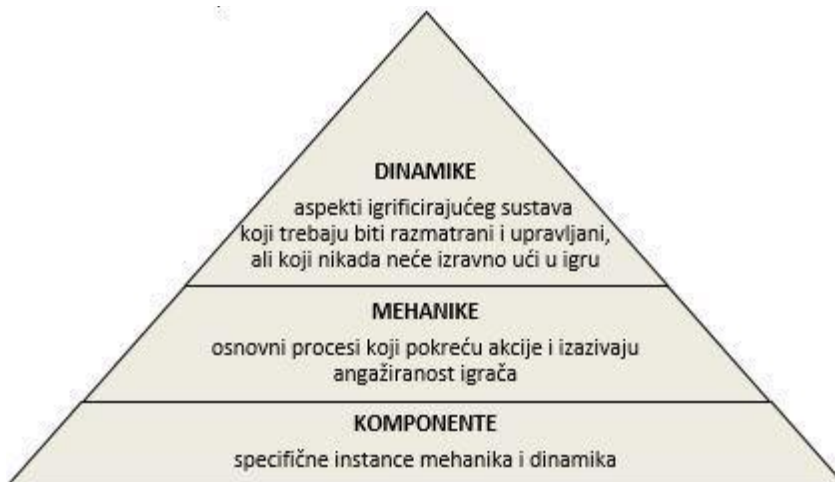 DINAMIKE
aspekti igrificirajućeg sustava
koji trebaju biti razmatrani i upravljani,
ali koji nikada neće izravno ući u igru
MEHANIKE
osnovni procesi koji pokreću akcije i izazivaju
angažiranost igrača
KOMPONENTE
specifične instance mehanika i dinamika